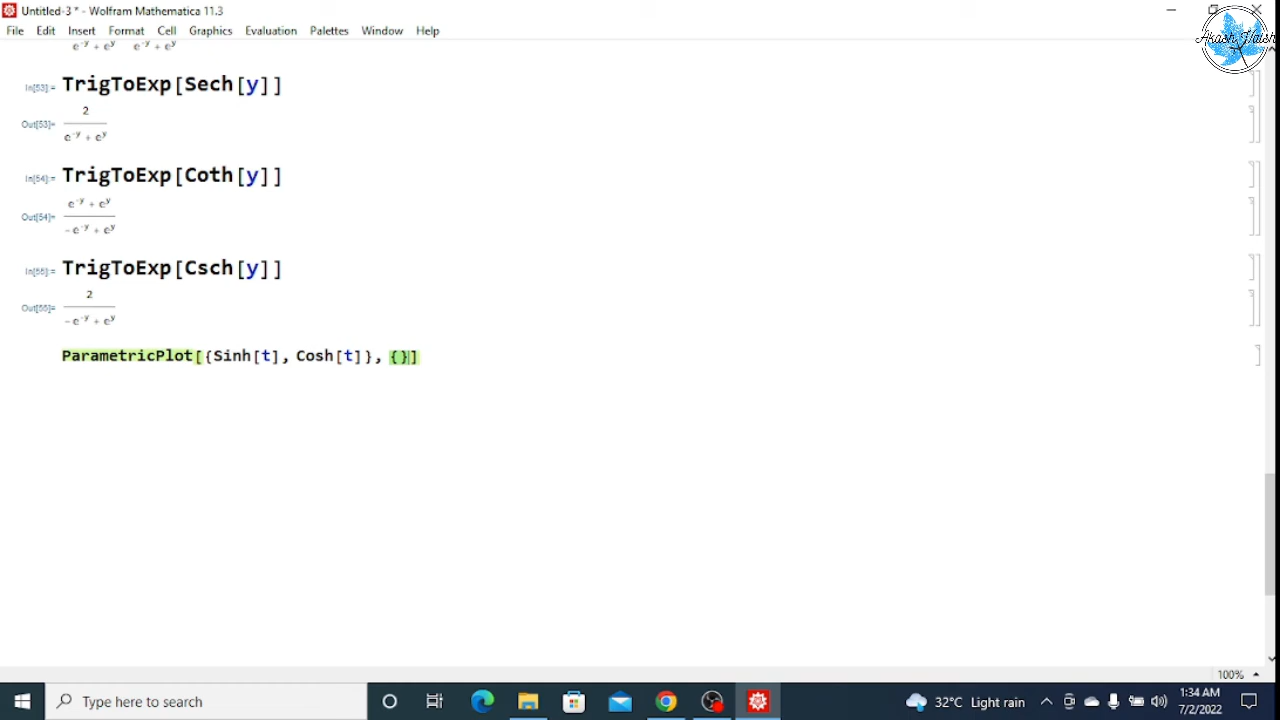 Untitled-3 * - Wolfram Mathematica 11.3
File Edit Insert Format Cell Graphics Evaluation Palettes Window Help
e^-y + e^y e^-y + e^y
In[53]:= TrigToExp[Sech[y]]
2
Out[53]=
e^-y + e^y
In[54]:= TrigToExp[Coth[y]]
e^-y + e^y
Out[54]=
-e^-y + e^y
In[55]:= TrigToExp[Csch[y]]
2
Out[55]=
-e^-y + e^y
ParametricPlot[{Sinh[t], Cosh[t]}, {}]
100%
Type here to search
32°C Light rain
1:34 AM
7/2/2022